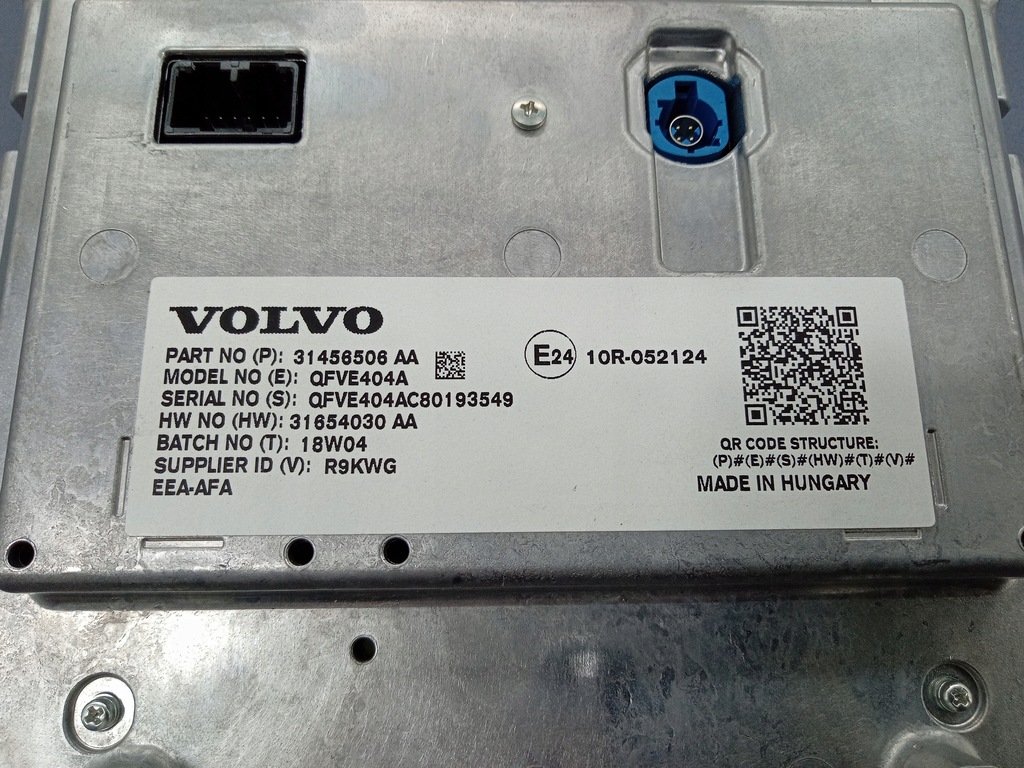 VOLVO
PART NO (P): 31456506 AA
MODEL NO (E): QFVE404A
SERIAL NO (S): QFVE404AC80193549
HW NO (HW): 31654030 AA
BATCH NO (T): 18W04
SUPPLIER ID (V): R9KWG
EEA-AFA
E24 10R-052124
QR CODE STRUCTURE:
(P)#(E)#(S)#(HW)#(T)#(V)#
MADE IN HUNGARY